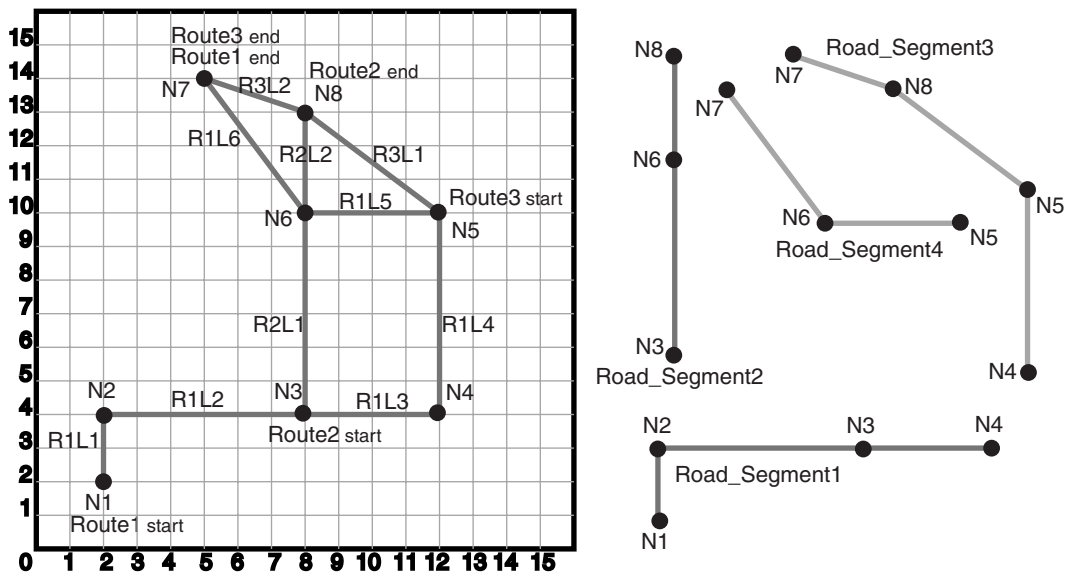 15
Route3 end
Route1 end
14
N7
R3L2
Route2 end
N8
13
12
R1L6
R2L2
R3L1
11
R1L5
Route3 start
10
N6
N5
9
8
7
R2L1
R1L4
6
5
N2
N3
N4
R1L2
R1L3
4
Route2 start
3
R1L1
2
N1
1
Route1 start
0 1 2 3 4 5 6 7 8 9 10 11 12 13 14 15
N8
N6
N3
Road_Segment2
N7
N6
N5
Road_Segment4
Road_Segment3
N7
N8
N5
N4
N2
N3
N4
Road_Segment1
N1